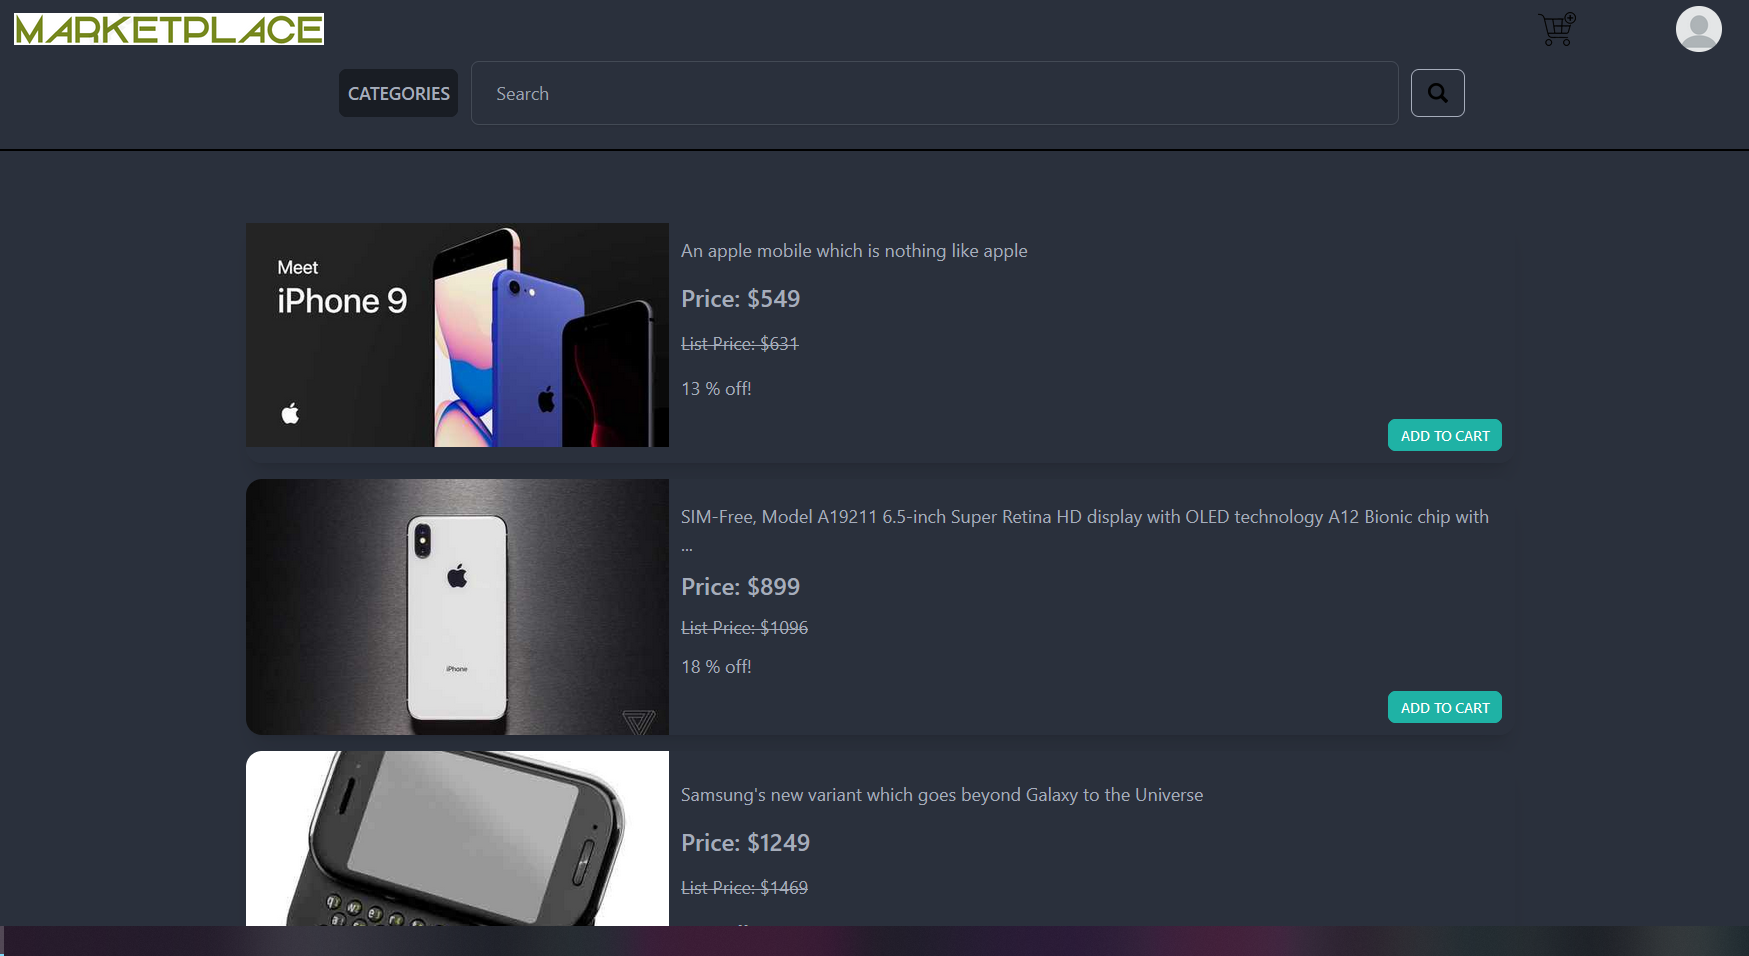 MARKETPLACE
CATEGORIES
Search
Meet
iPhone 9
An apple mobile which is nothing like apple
Price: $549
List Price: $631
13 % off!
ADD TO CART
iPhone
SIM-Free, Model A19211 6.5-inch Super Retina HD display with OLED technology A12 Bionic chip with
...
Price: $899
List Price: $1096
18 % off!
ADD TO CART
Samsung's new variant which goes beyond Galaxy to the Universe
Price: $1249
List Price: $1469